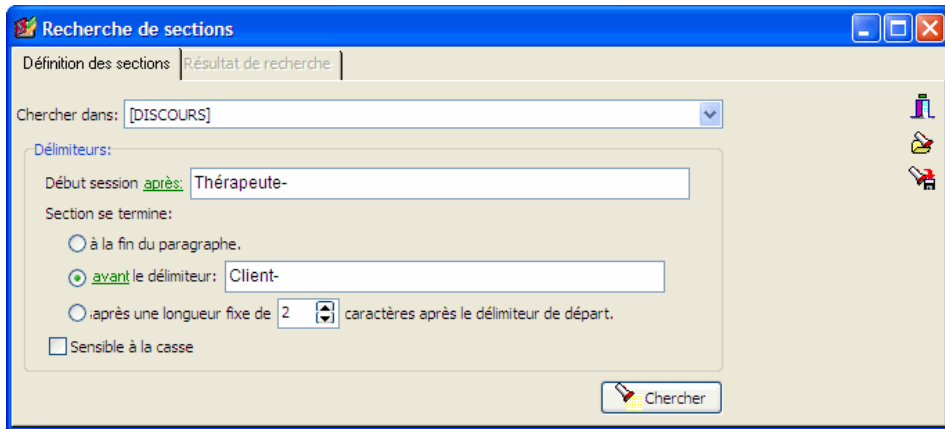 Recherche de sections
Définition des sections Résultat de recherche
Chercher dans: [DISCOURS]
Délimiteurs:
Début session après: Thérapeute-
Section se termine:
à la fin du paragraphe.
avant le délimiteur: Client-
après une longueur fixe de 2 caractères après le délimiteur de départ.
Sensible à la casse
Chercher